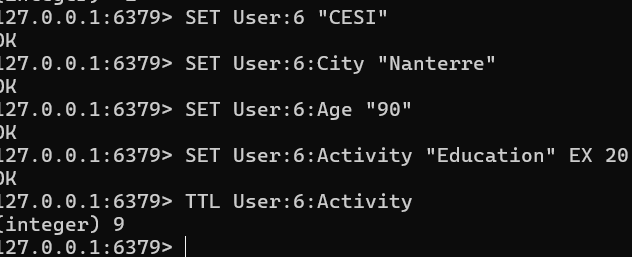 127.0.0.1:6379> SET User:6 "CESI"
OK
127.0.0.1:6379> SET User:6:City "Nanterre"
OK
127.0.0.1:6379> SET User:6:Age "90"
OK
127.0.0.1:6379> SET User:6:Activity "Education" EX 20
OK
127.0.0.1:6379> TTL User:6:Activity
(integer) 9
127.0.0.1:6379>